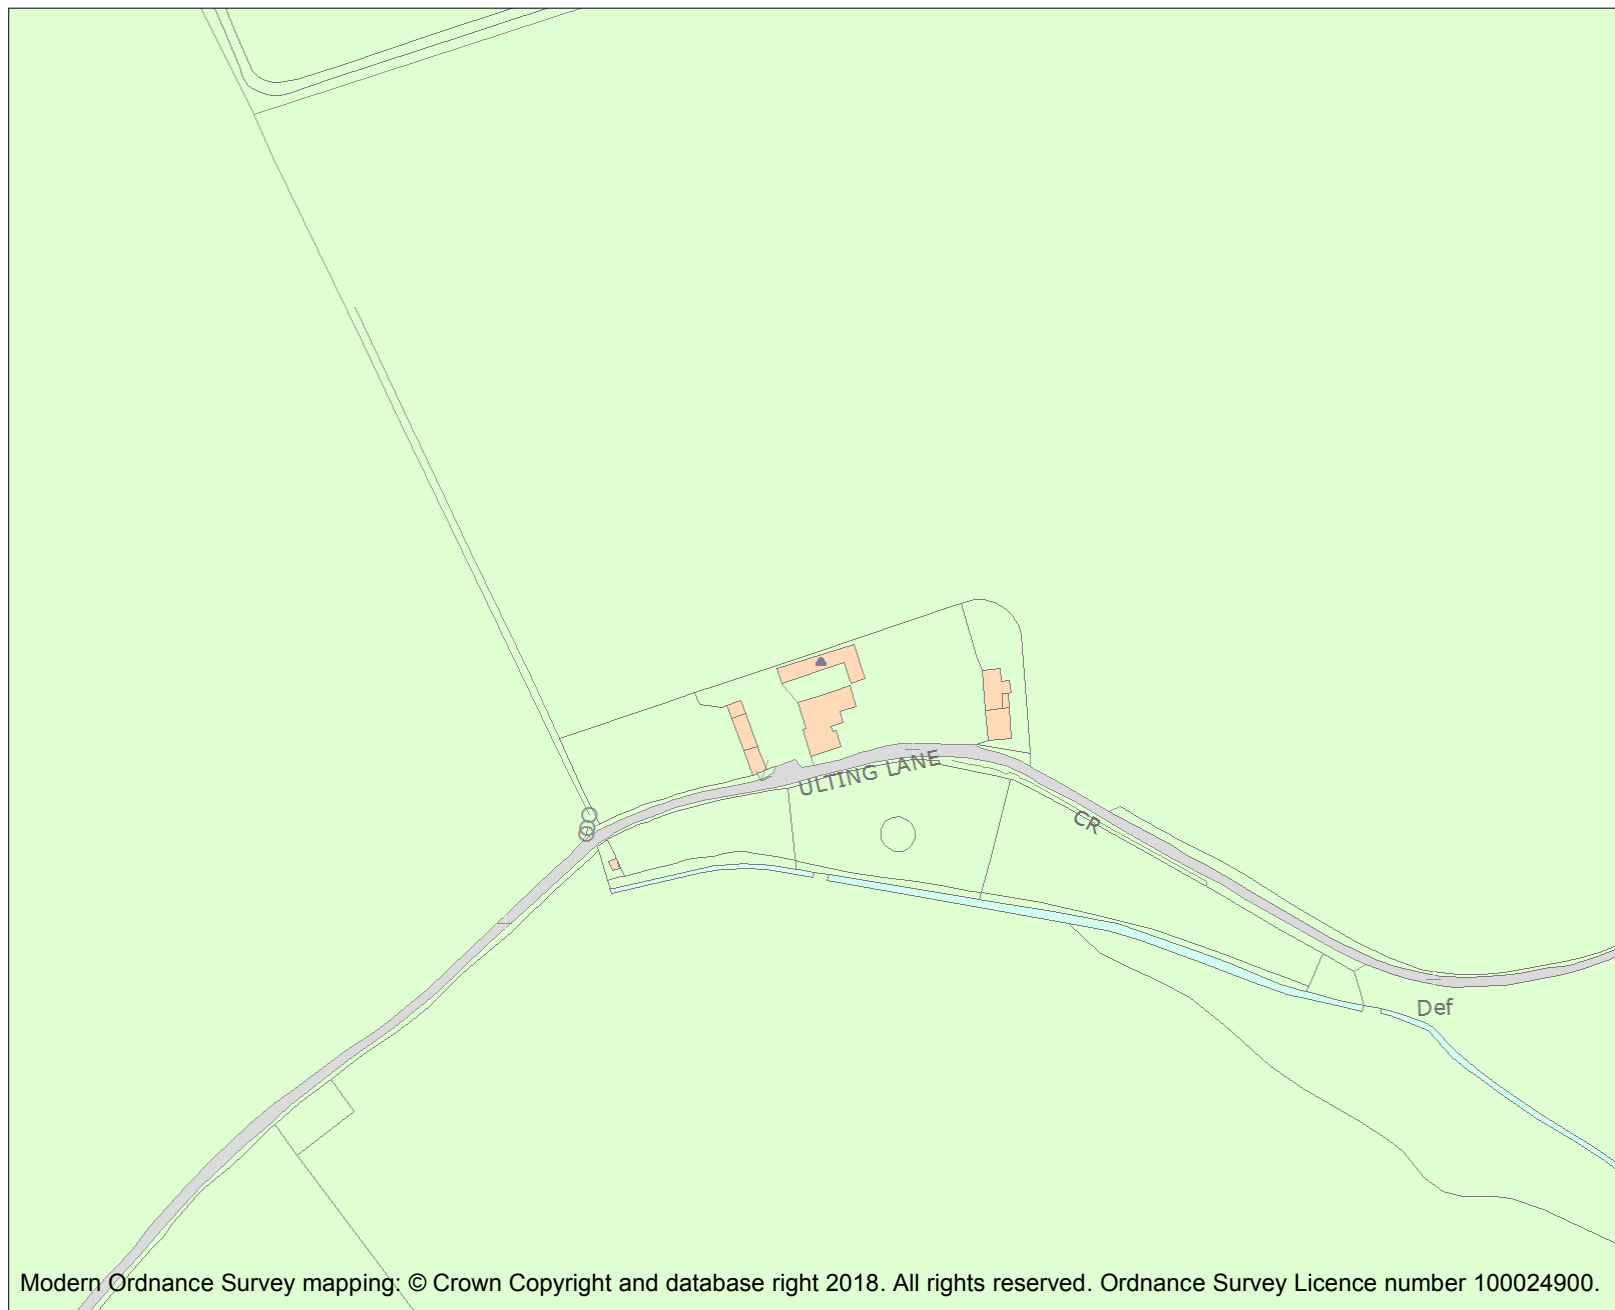 ULTING LANE
CR
Def
Modern Ordnance Survey mapping: © Crown Copyright and database right 2018. All rights reserved. Ordnance Survey Licence number 100024900.